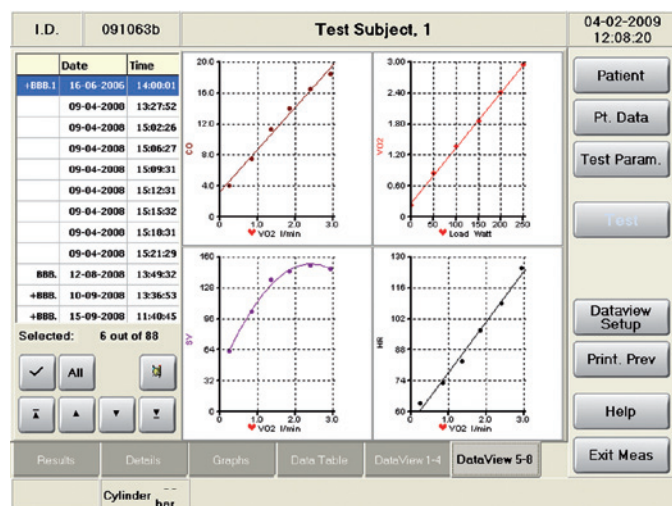 I.D.
091063b
Test Subject, 1
04-02-2009
12:08:20
Date Time
+BBB.1 16-06-2006 14:00:01
09-04-2008 13:27:52
09-04-2008 15:02:26
09-04-2008 15:06:27
09-04-2008 15:09:31
09-04-2008 15:12:31
09-04-2008 15:15:32
09-04-2008 15:18:31
09-04-2008 15:21:29
BBB. 12-08-2008 13:49:32
+BBB. 10-09-2008 13:36:53
+BBB. 15-09-2008 11:40:45
Selected: 6 out of 88
All
20.0
16.0
12.0
8.0
4.0
0
CO
0 1.0 2.0 3.0
VO2 l/min
3.00
2.40
1.80
1.20
0.60
0
VO2
0 50 100 150 200 250
Load Watt
160
128
96
64
32
0
SV
0 1.0 2.0 3.0
VO2 l/min
130
116
102
88
74
60
HR
0 1.0 2.0 3.0
VO2 l/min
Patient
Pt. Data
Test Param.
Test
Dataview
Setup
Print. Prev
Help
Exit Meas
Results
Details
Graphs
Data Table
DataView 1-4
DataView 5-8
Cylinder --
bar